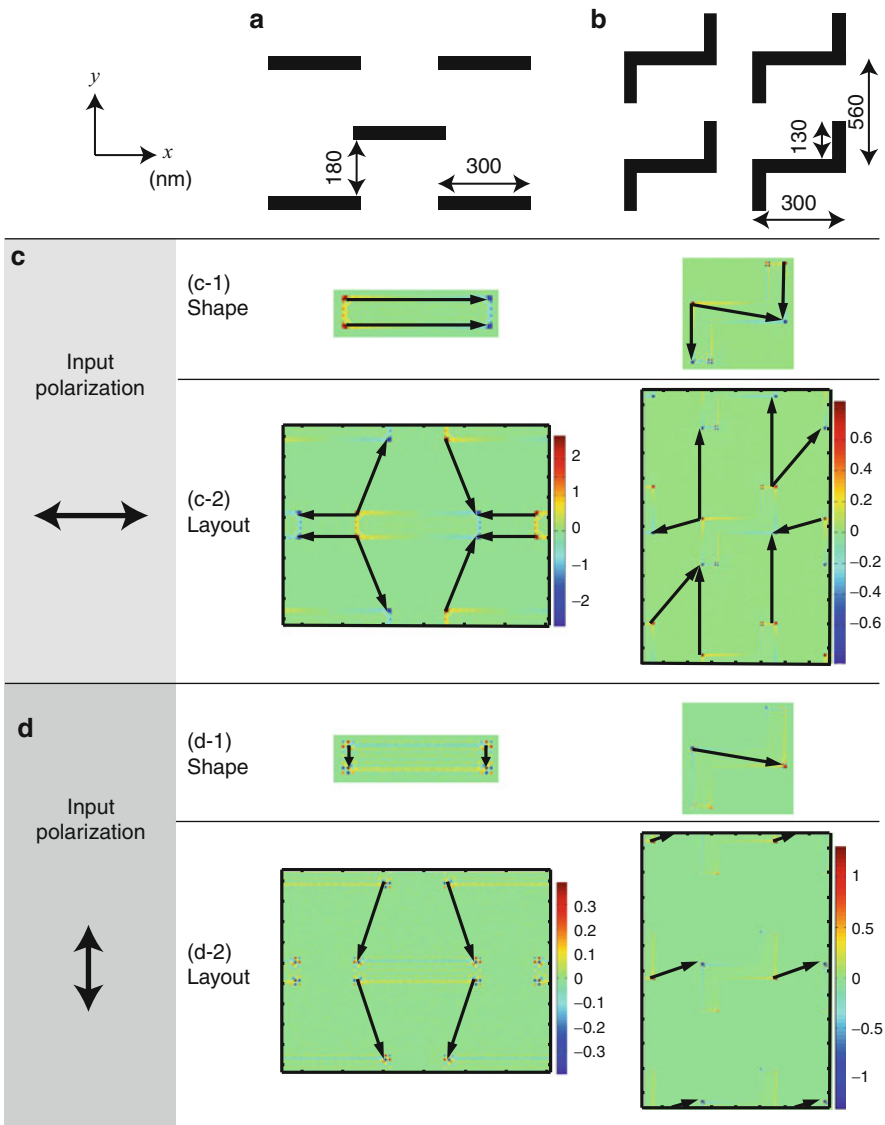 a
b
y
x
(nm)
180
300
130
560
300
c
(c-1)
Shape
Input
polarization
(c-2)
Layout
2
1
0
−1
−2
0.6
0.4
0.2
0
−0.2
−0.4
−0.6
d
(d-1)
Shape
Input
polarization
(d-2)
Layout
0.3
0.2
0.1
0
−0.1
−0.2
−0.3
1
0.5
0
−0.5
−1